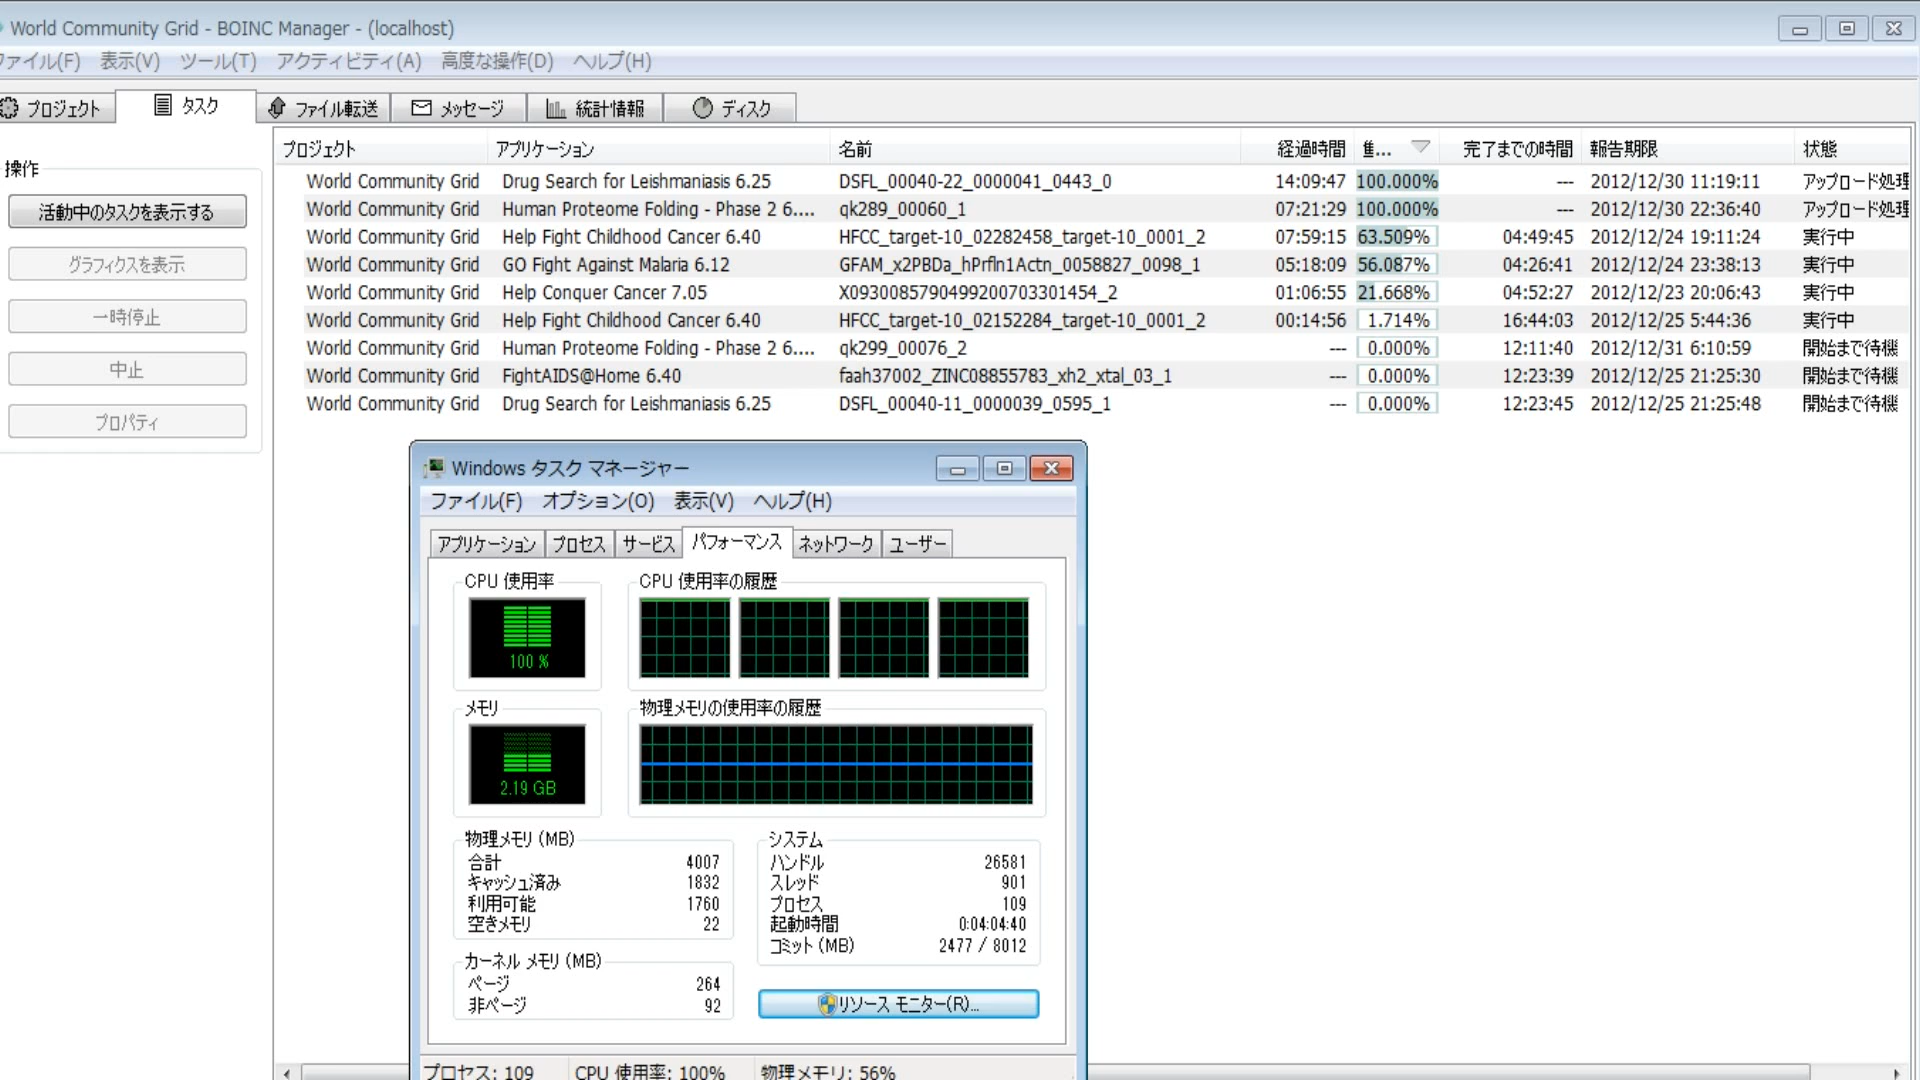 World Community Grid - BOINC Manager - (localhost)
ファイル(F) 表示(V) ツール(T) アクティビティ(A) 高度な操作(D) ヘルプ(H)
プロジェクト タスク ファイル転送 メッセージ 統計情報 ディスク
操作
活動中のタスクを表示する
グラフィクスを表示
一時停止
中止
プロパティ
プロジェクト アプリケーション 名前 経過時間 進... 完了までの時間 報告期限 状態
World Community Grid Drug Search for Leishmaniasis 6.25 DSFL_00040-22_0000041_0443_0 14:09:47 100.000% --- 2012/12/30 11:19:11 アップロード処理
World Community Grid Human Proteome Folding - Phase 2 6.... qk289_00060_1 07:21:29 100.000% --- 2012/12/30 22:36:40 アップロード処理
World Community Grid Help Fight Childhood Cancer 6.40 HFCC_target-10_02282458_target-10_0001_2 07:59:15 63.509% 04:49:45 2012/12/24 19:11:24 実行中
World Community Grid GO Fight Against Malaria 6.12 GFAM_x2PBDa_hPrfln1Actn_0058827_0098_1 05:18:09 56.087% 04:26:41 2012/12/24 23:38:13 実行中
World Community Grid Help Conquer Cancer 7.05 X0930085790499200703301454_2 01:06:55 21.668% 04:52:27 2012/12/23 20:06:43 実行中
World Community Grid Help Fight Childhood Cancer 6.40 HFCC_target-10_02152284_target-10_0001_2 00:14:56 1.714% 16:44:03 2012/12/25 5:44:36 実行中
World Community Grid Human Proteome Folding - Phase 2 6.... qk299_00076_2 --- 0.000% 12:11:40 2012/12/31 6:10:59 開始まで待機
World Community Grid FightAIDS@Home 6.40 faah37002_ZINC08855783_xh2_xtal_03_1 --- 0.000% 12:23:39 2012/12/25 21:25:30 開始まで待機
World Community Grid Drug Search for Leishmaniasis 6.25 DSFL_00040-11_0000039_0595_1 --- 0.000% 12:23:45 2012/12/25 21:25:48 開始まで待機
Windows タスク マネージャー
ファイル(F) オプション(O) 表示(V) ヘルプ(H)
アプリケーション プロセス サービス パフォーマンス ネットワーク ユーザー
CPU 使用率 CPU 使用率の履歴
100 %
メモリ 物理メモリの使用率の履歴
2.19 GB
物理メモリ (MB)
合計 4007
キャッシュ済み 1832
利用可能 1760
空きメモリ 22
カーネル メモリ (MB)
ページ 264
非ページ 92
システム
ハンドル 26581
スレッド 901
プロセス 109
起動時間 0:04:04:40
コミット (MB) 2477 / 8012
リソース モニター(R)...
プロセス: 109 CPU 使用率: 100% 物理メモリ: 56%